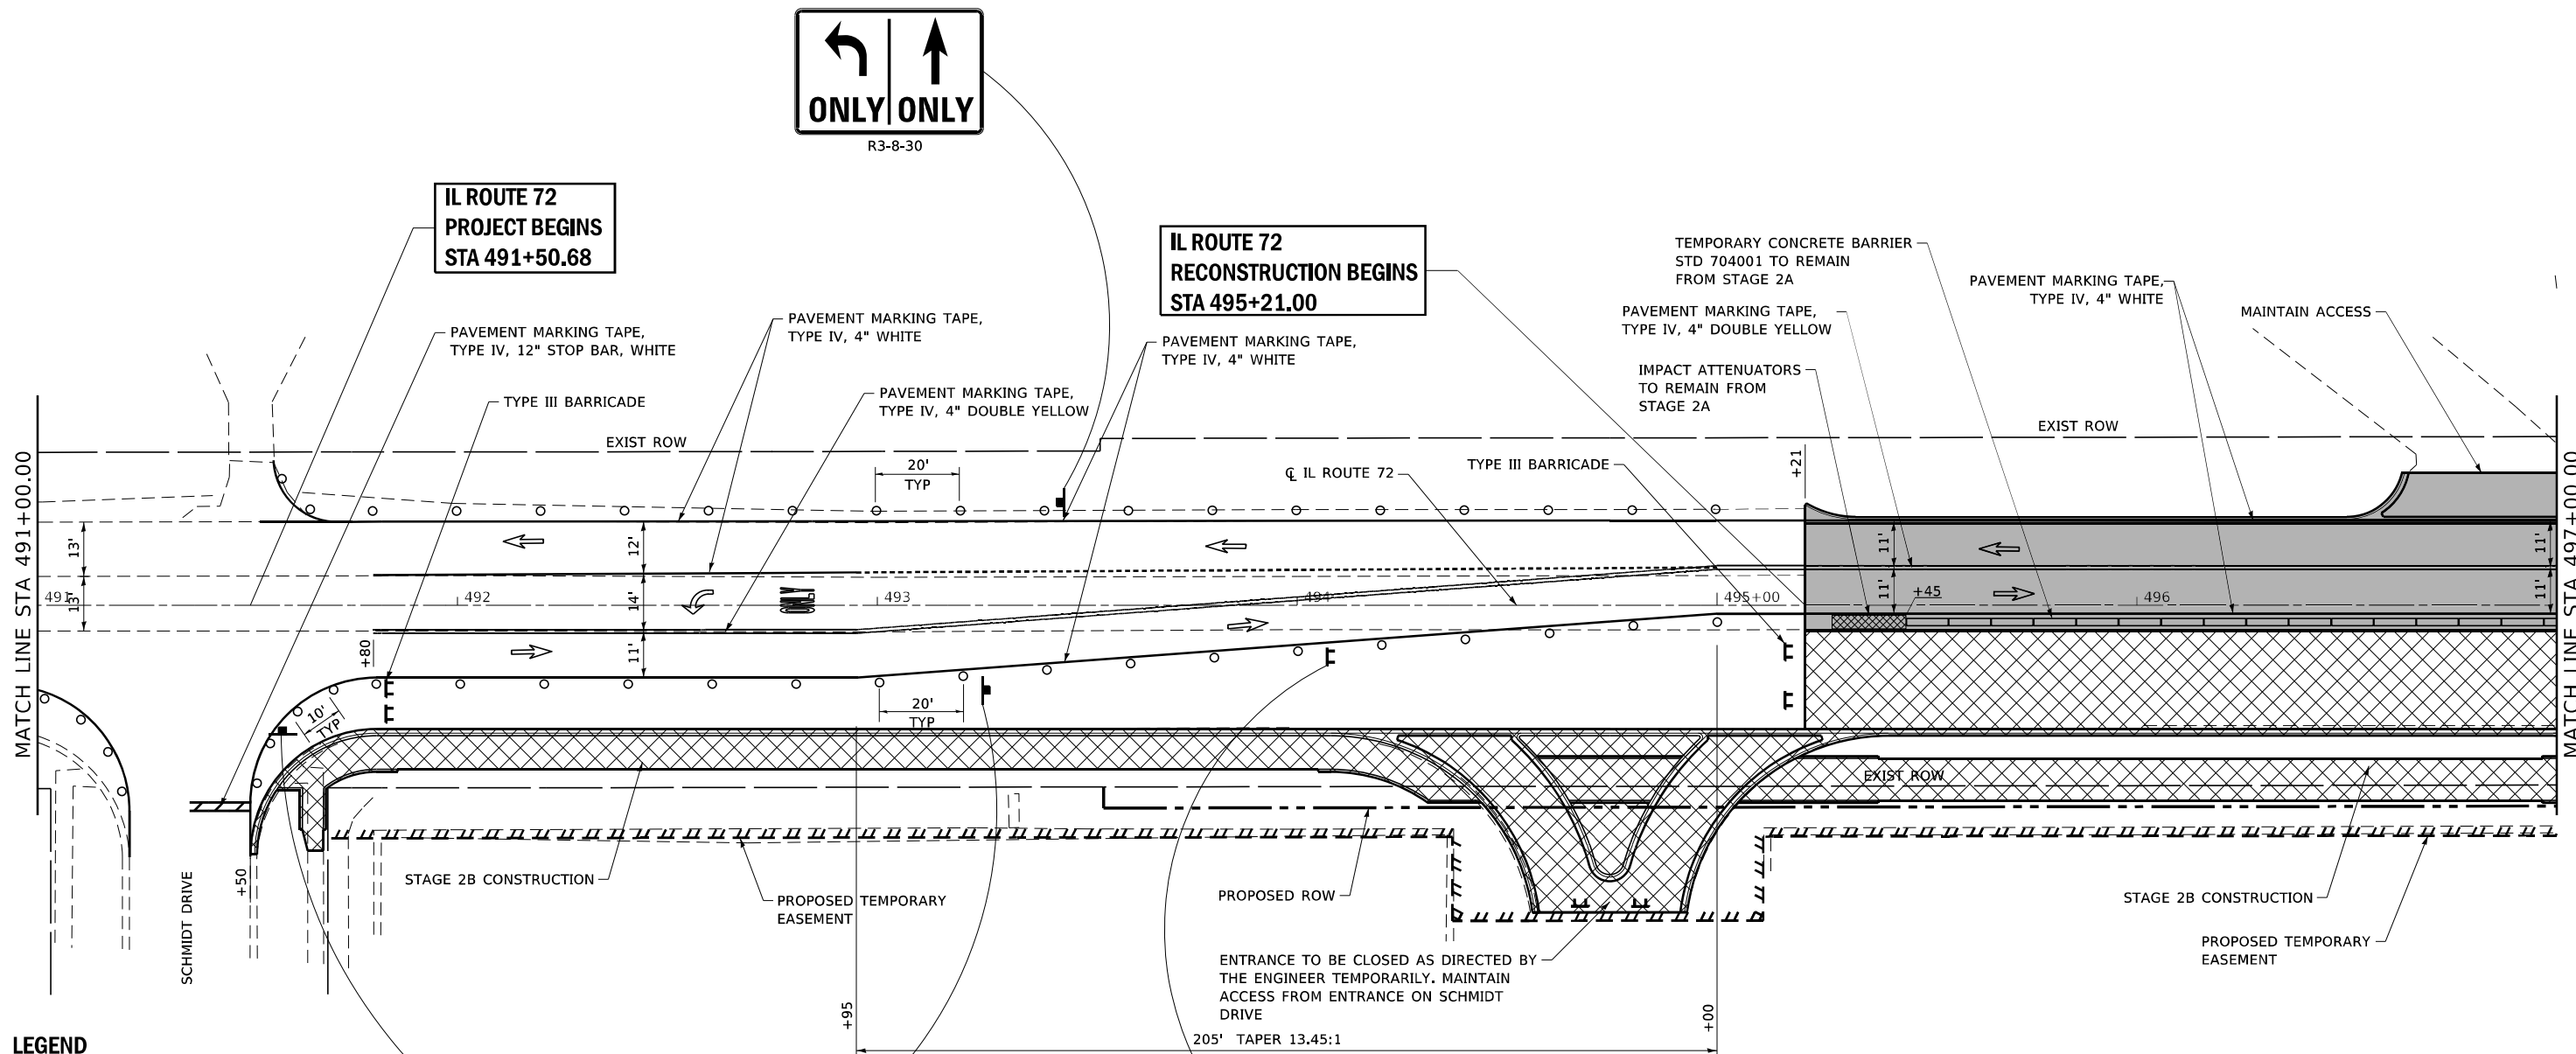 ONLY ONLY
R3-8-30
IL ROUTE 72
PROJECT BEGINS
STA 491+50.68
IL ROUTE 72
RECONSTRUCTION BEGINS
STA 495+21.00
TEMPORARY CONCRETE BARRIER
STD 704001 TO REMAIN
FROM STAGE 2A
PAVEMENT MARKING TAPE,
TYPE IV, 4" WHITE
MAINTAIN ACCESS
PAVEMENT MARKING TAPE,
TYPE IV, 12" STOP BAR, WHITE
PAVEMENT MARKING TAPE,
TYPE IV, 4" WHITE
PAVEMENT MARKING TAPE,
TYPE IV, 4" WHITE
PAVEMENT MARKING TAPE,
TYPE IV, 4" DOUBLE YELLOW
IMPACT ATTENUATORS
TO REMAIN FROM
STAGE 2A
TYPE III BARRICADE
PAVEMENT MARKING TAPE,
TYPE IV, 4" DOUBLE YELLOW
EXIST ROW
EXIST ROW
20'
TYP
℄ IL ROUTE 72
TYPE III BARRICADE
+21
MATCH LINE STA 491+00.00
MATCH LINE STA 497+00.00
13'
13'
12'
14'
11'
11'
11'
11'
11'
491
492
ONLY
493
494
495+00
+45
496
+80
10'
TYP
20'
TYP
EXIST ROW
+50
SCHMIDT DRIVE
STAGE 2B CONSTRUCTION
PROPOSED TEMPORARY
EASEMENT
PROPOSED ROW
STAGE 2B CONSTRUCTION
PROPOSED TEMPORARY
EASEMENT
ENTRANCE TO BE CLOSED AS DIRECTED BY
THE ENGINEER TEMPORARILY. MAINTAIN
ACCESS FROM ENTRANCE ON SCHMIDT
DRIVE
+95
+00
205' TAPER 13.45:1
LEGEND